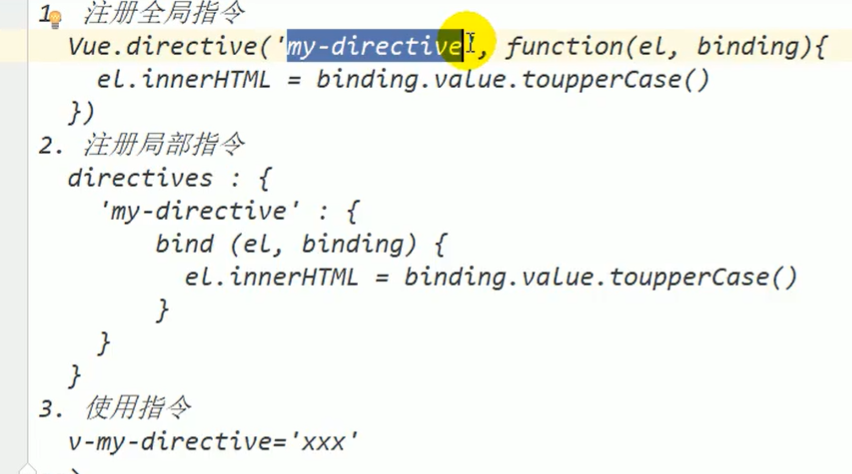 1. 注册全局指令
Vue.directive('my-directive', function(el, binding){
el.innerHTML = binding.value.toupperCase()
})
2. 注册局部指令
directives : {
'my-directive' : {
bind (el, binding) {
el.innerHTML = binding.value.toupperCase()
}
}
}
3. 使用指令
v-my-directive='xxx'